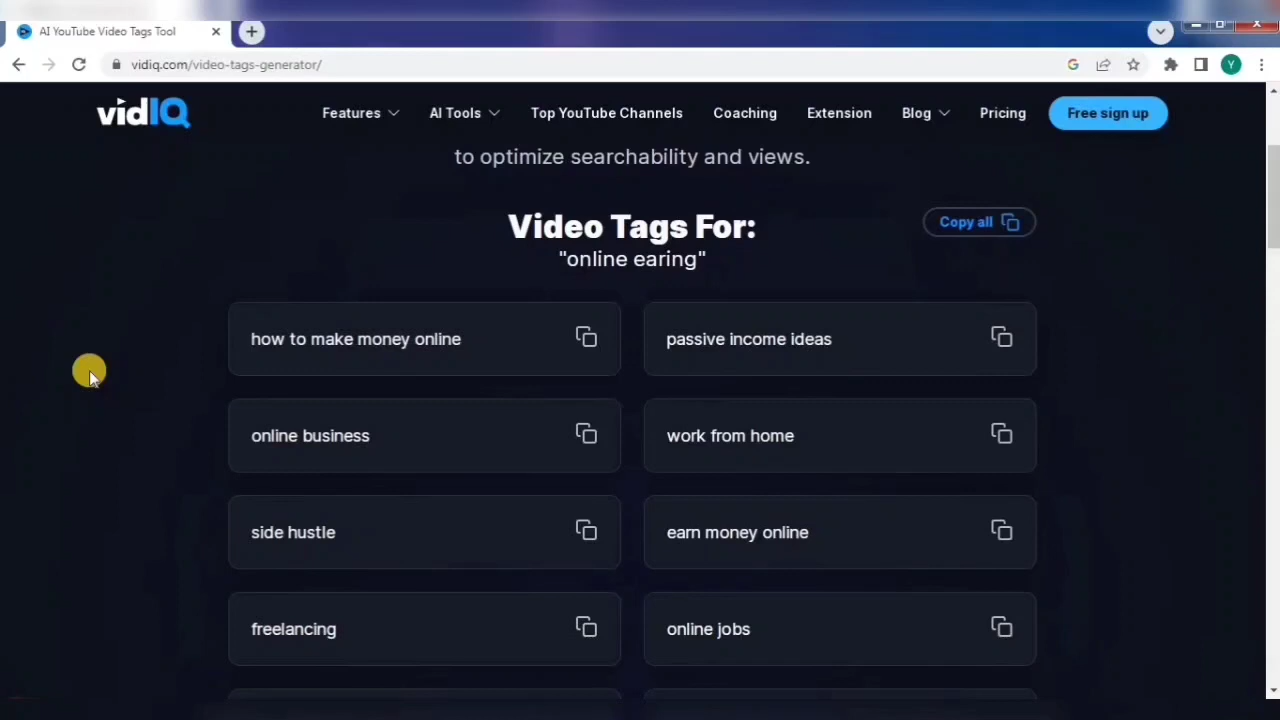 AI YouTube Video Tags Tool
vidiq.com/video-tags-generator/
G
Y
vidIQ
Features
AI Tools
Top YouTube Channels
Coaching
Extension
Blog
Pricing
Free sign up
to optimize searchability and views.
Video Tags For:
Copy all
"online earing"
how to make money online
passive income ideas
online business
work from home
side hustle
earn money online
freelancing
online jobs